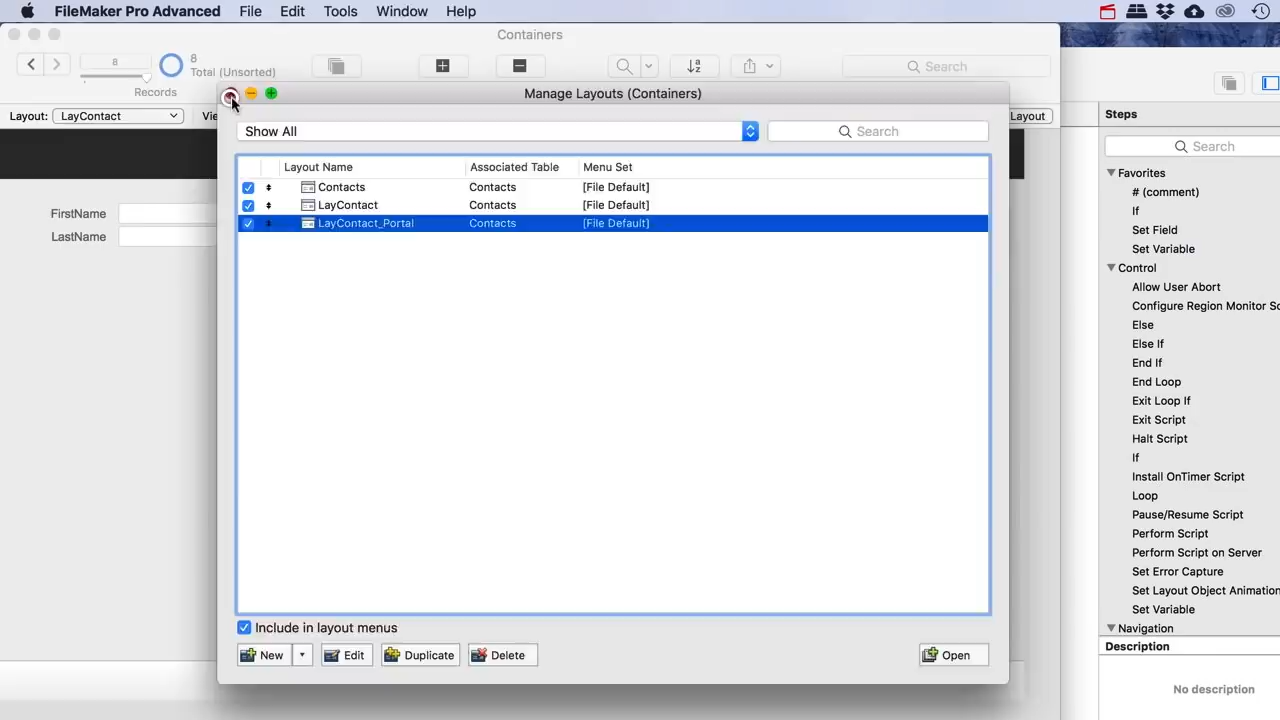 FileMaker Pro Advanced File Edit Tools Window Help
Containers
8
8
Total (Unsorted)
Records
Search
Manage Layouts (Containers)
Layout: LayContact
Layout
Show All
Search
Steps
Search
Layout Name Associated Table Menu Set
Contacts Contacts [File Default]
LayContact Contacts [File Default]
LayContact_Portal Contacts [File Default]
FirstName
LastName
Favorites
# (comment)
If
Set Field
Set Variable
Control
Allow User Abort
Configure Region Monitor
Else
Else If
End If
End Loop
Exit Loop If
Exit Script
Halt Script
If
Install OnTimer Script
Loop
Pause/Resume Script
Perform Script
Perform Script on Server
Set Error Capture
Set Layout Object Animation
Set Variable
Navigation
Include in layout menus
New Edit Duplicate Delete Open
Description
No description